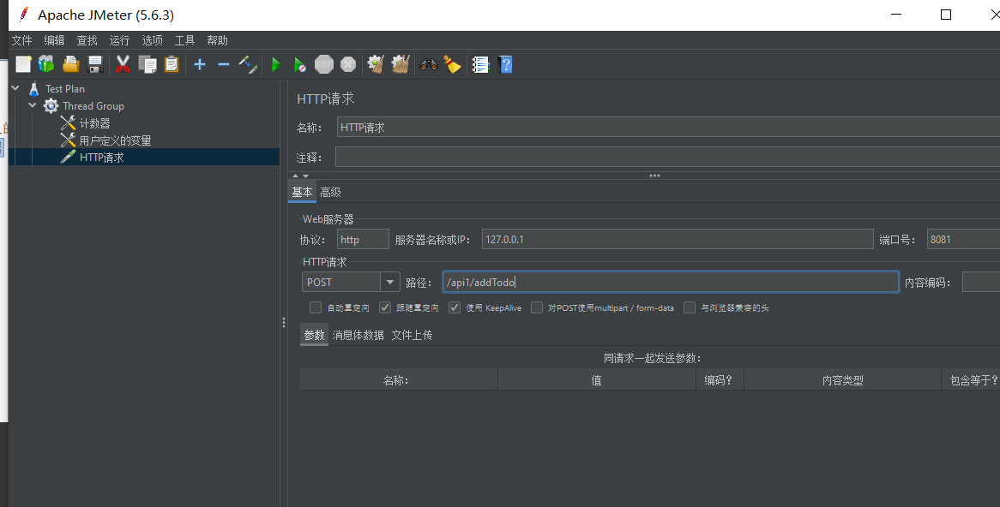 Apache JMeter (5.6.3)
文件 编辑 查找 运行 选项 工具 帮助
STOP
Test Plan
Thread Group
计数器
用户定义的变量
HTTP请求
HTTP请求
名称： HTTP请求
注释：
基本 高级
Web服务器
协议： http 服务器名称或IP： 127.0.0.1 端口号： 8081
HTTP请求
POST 路径： /api1/addTodo 内容编码：
自动重定向 跟随重定向 使用 KeepAlive 对POST使用multipart / form-data 与浏览器兼容的头
参数 消息体数据 文件上传
同请求一起发送参数：
名称： 值 编码？ 内容类型 包含等于？